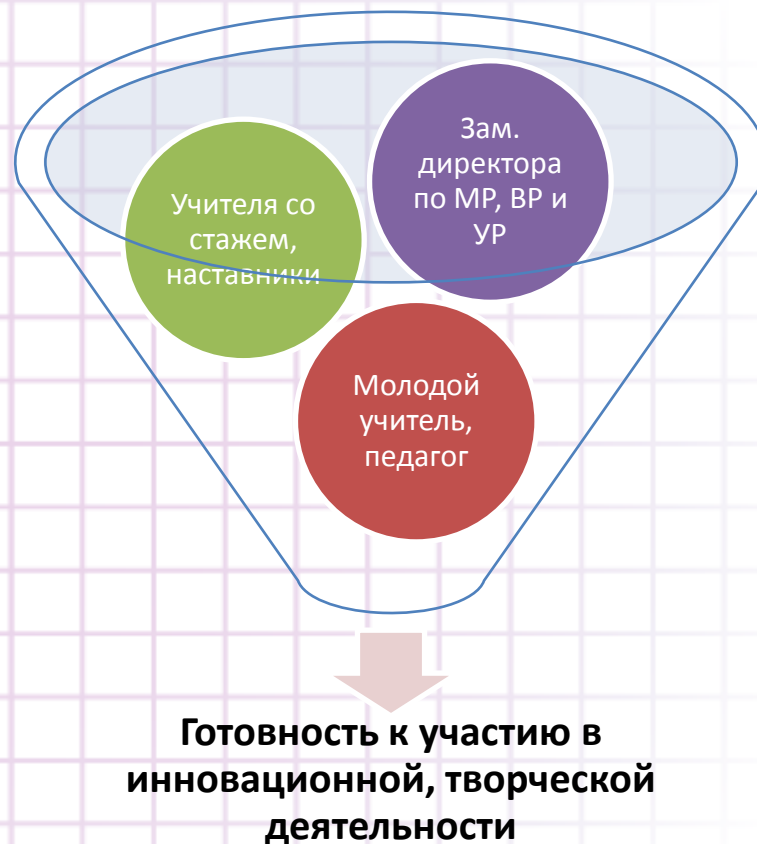 Зам.
директора
по МР, ВР и
УР
Учителя со
стажем,
наставники
Молодой
учитель,
педагог
Готовность к участию в
инновационной, творческой
деятельности